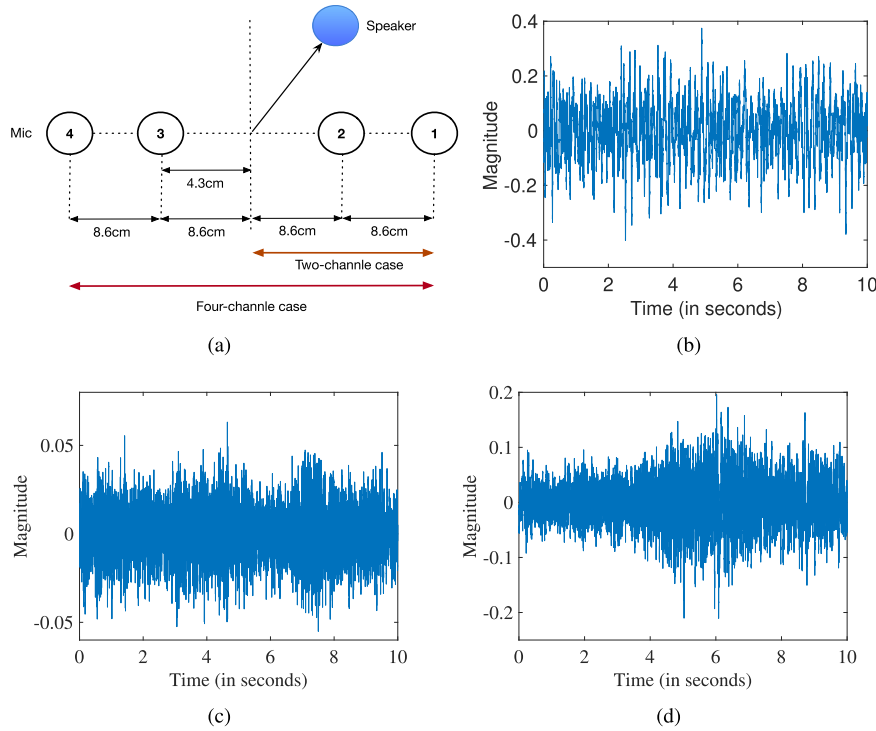 Speaker
Mic
4
3
2
1
4.3cm
8.6cm
8.6cm
8.6cm
8.6cm
Two-channle case
Four-channle case
(a)
0.4
0.2
0
-0.2
-0.4
Magnitude
0 2 4 6 8 10
Time (in seconds)
(b)
0.05
0
-0.05
Magnitude
0 2 4 6 8 10
Time (in seconds)
(c)
0.2
0.1
0
-0.1
-0.2
Magnitude
0 2 4 6 8 10
Time (in seconds)
(d)